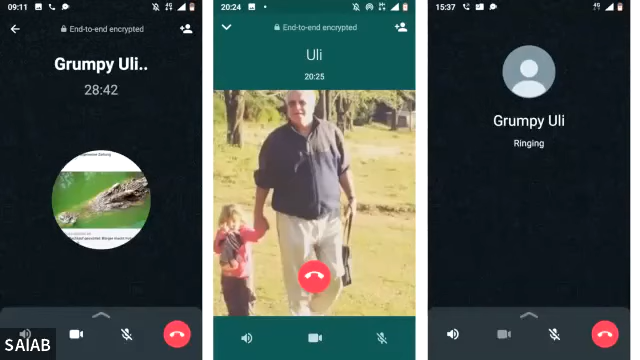 09:11
End-to-end encrypted
Grumpy Uli..
28:42
SAIAB
20:24
End-to-end encrypted
Uli
20:25
15:37
Grumpy Uli
Ringing